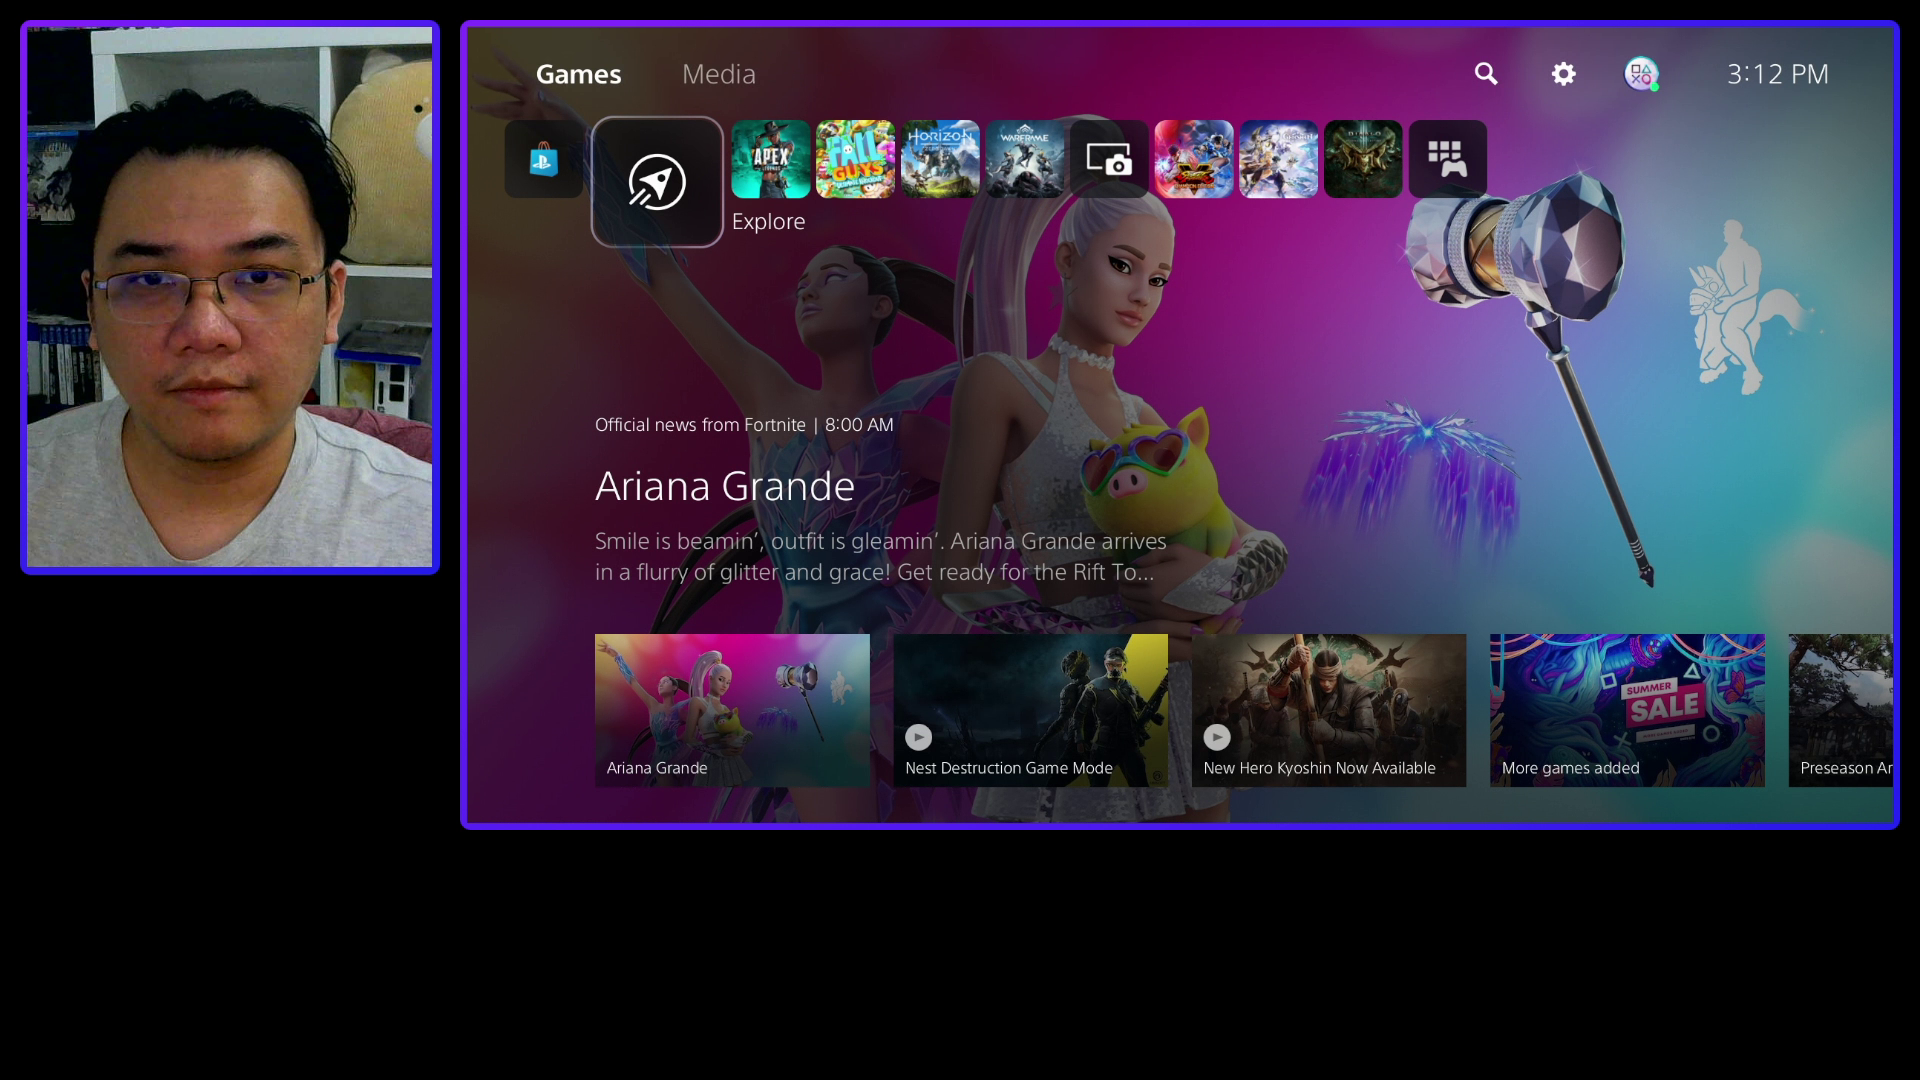 Games
Media
3:12 PM
APEX
LEGENDS
FALL
GUYS
HORIZON
WARFRAME
DIABLO
Explore
Official news from Fortnite | 8:00 AM
Ariana Grande
Smile is beamin’, outfit is gleamin’. Ariana Grande arrives
in a flurry of glitter and grace! Get ready for the Rift To...
SUMMER
SALE
Ariana Grande
Nest Destruction Game Mode
New Hero Kyoshin Now Available
More games added
Preseason Ar